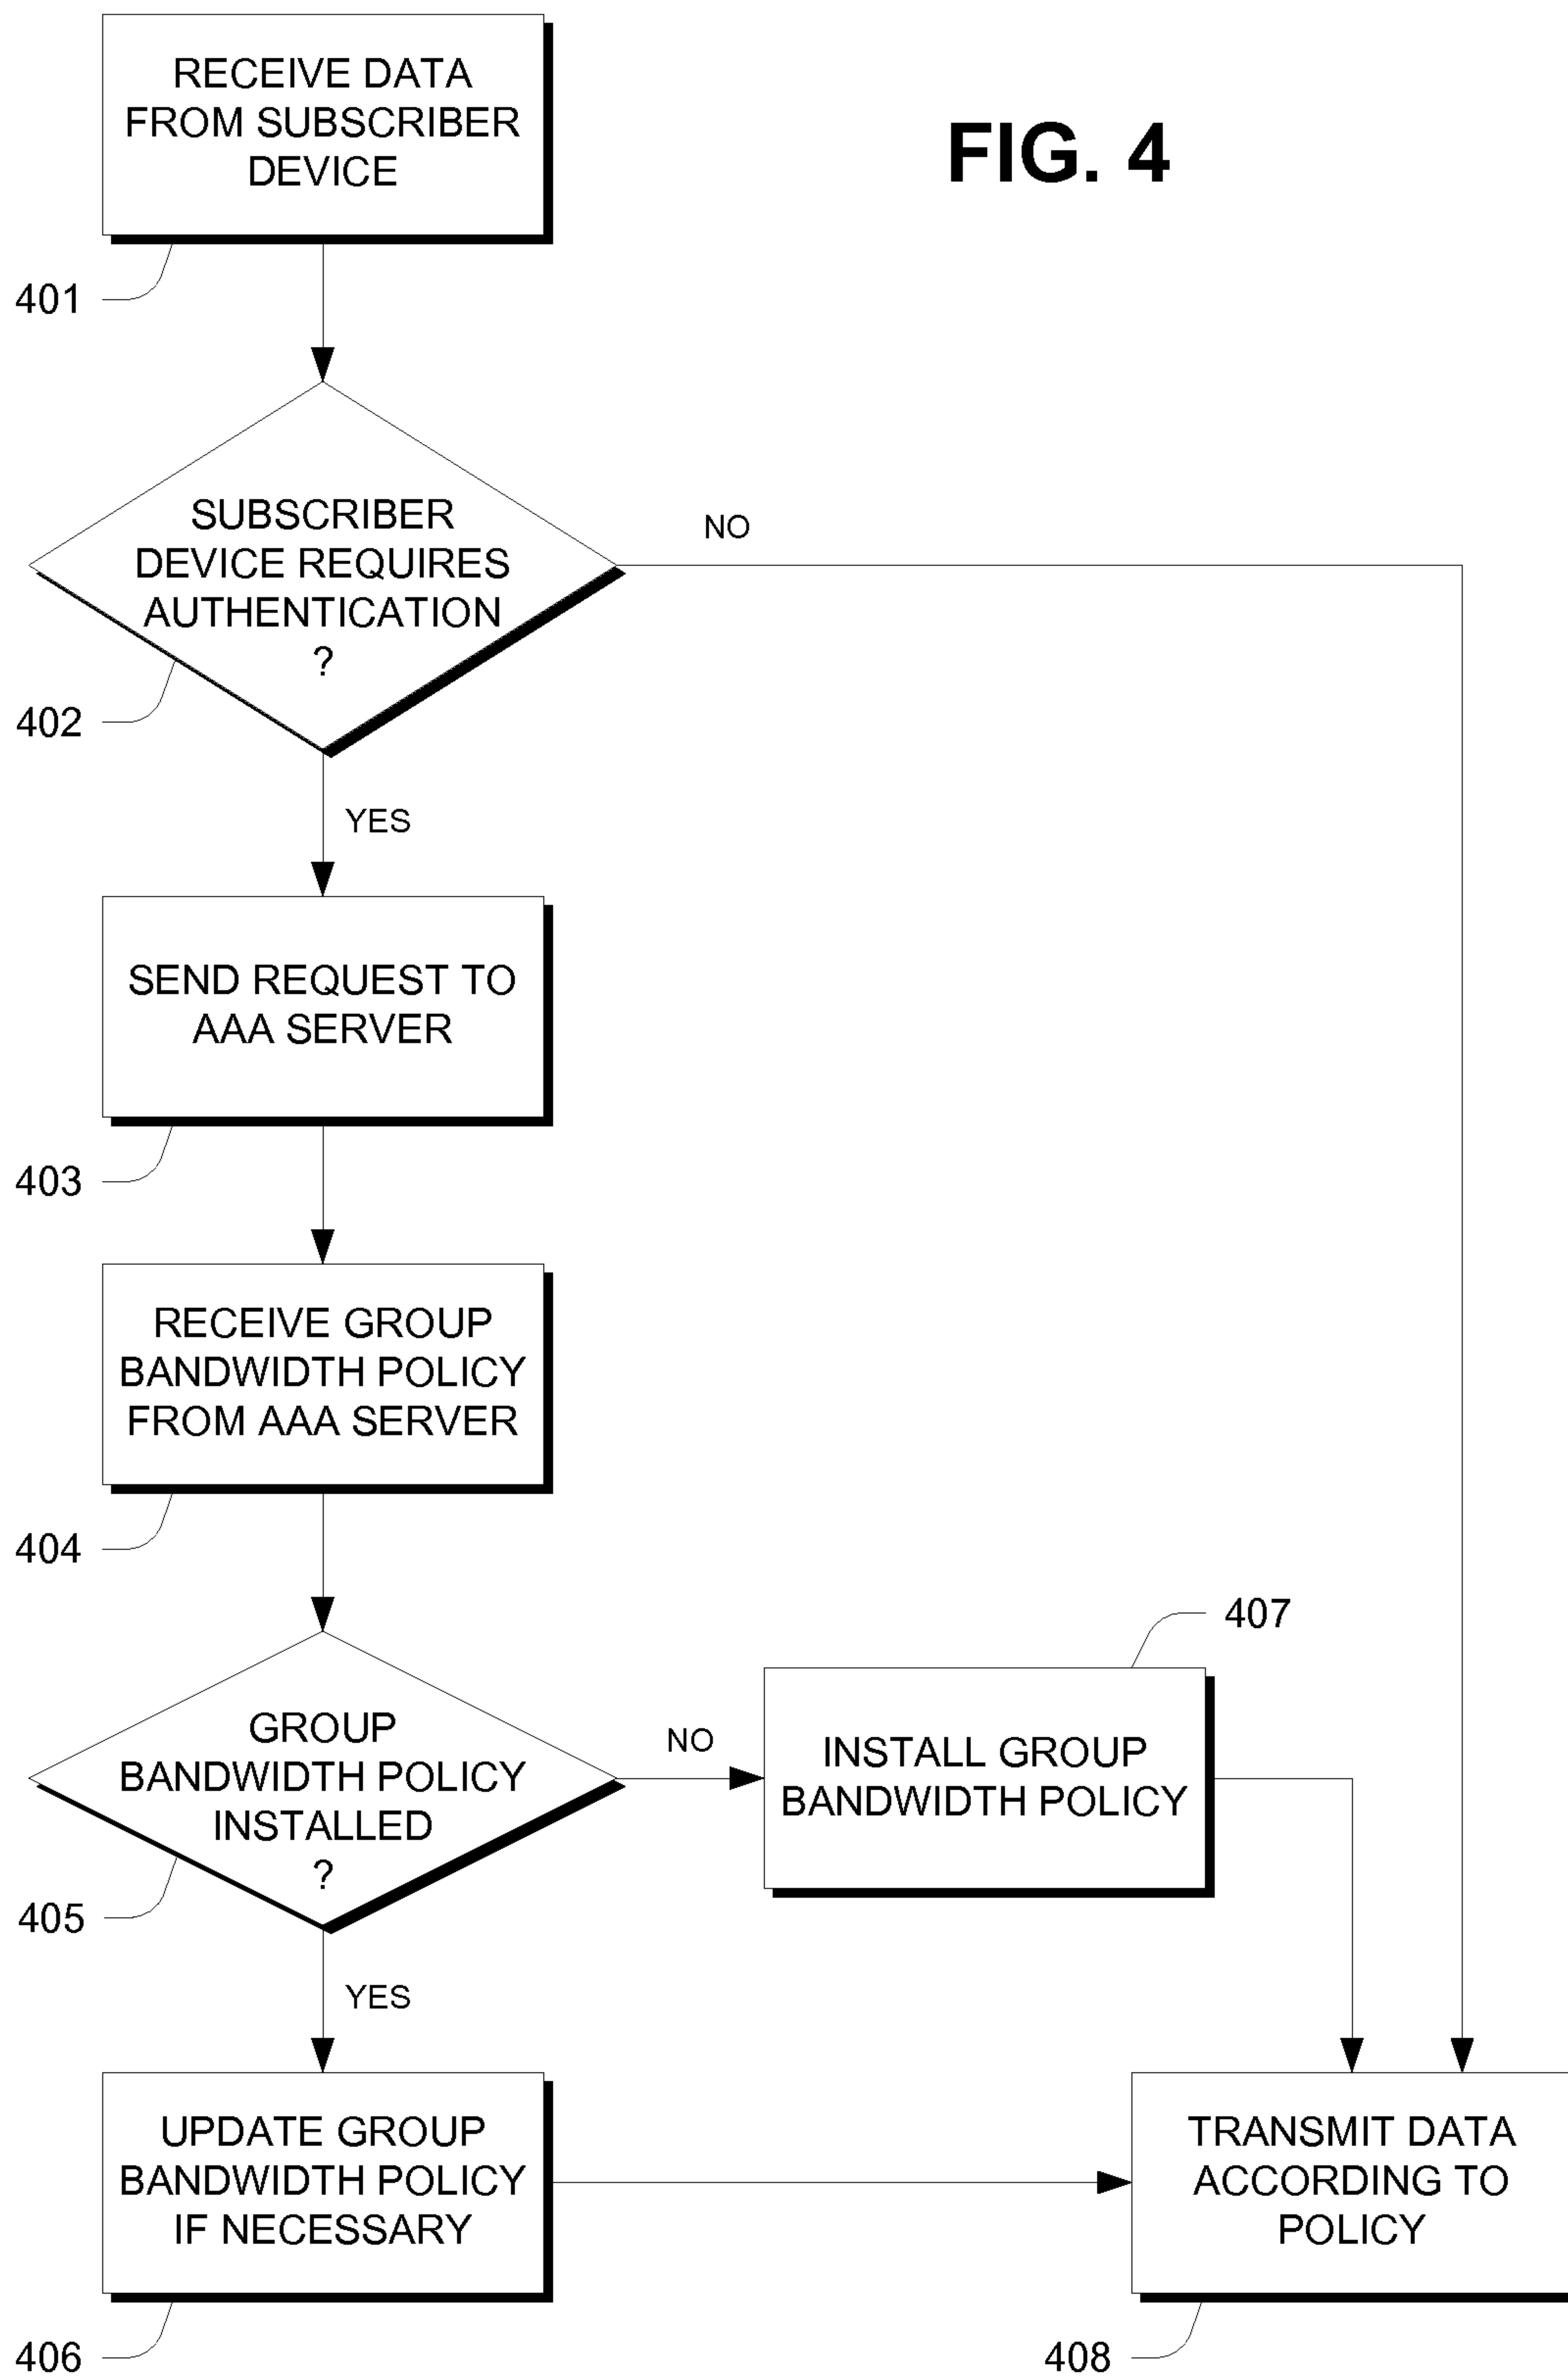 RECEIVE DATA
FROM SUBSCRIBER
DEVICE
FIG. 4
401
SUBSCRIBER
DEVICE REQUIRES
AUTHENTICATION
?
NO
402
YES
SEND REQUEST TO
AAA SERVER
403
RECEIVE GROUP
BANDWIDTH POLICY
FROM AAA SERVER
404
GROUP
BANDWIDTH POLICY
INSTALLED
?
NO
407
INSTALL GROUP
BANDWIDTH POLICY
405
YES
UPDATE GROUP
BANDWIDTH POLICY
IF NECESSARY
406
TRANSMIT DATA
ACCORDING TO
POLICY
408